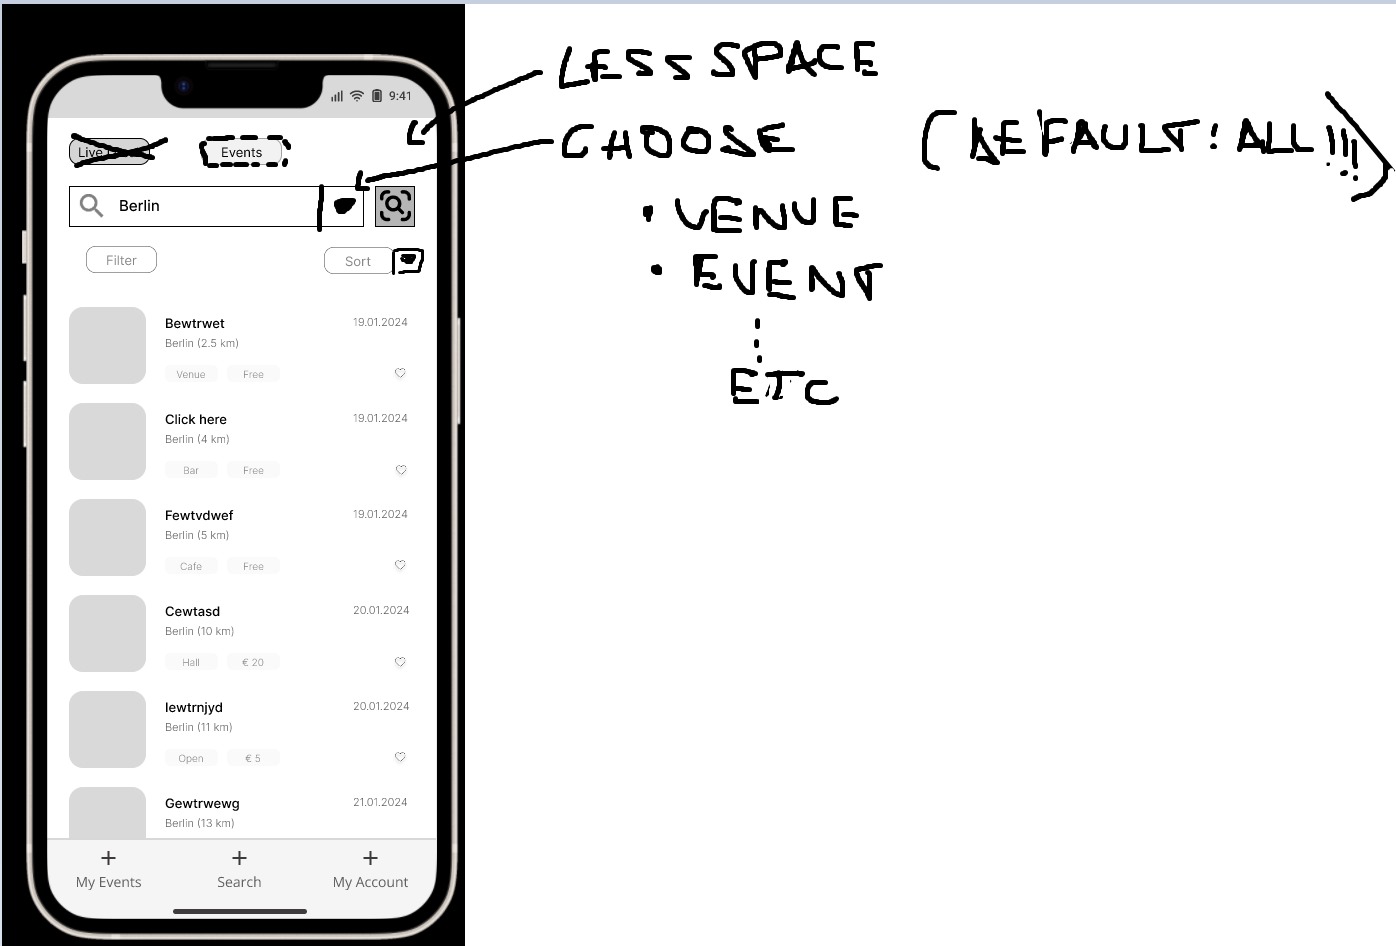 9:41
LESS SPACE
Live
Events
CHOOSE (DEFAULT! ALL!!!)
Berlin
• VENUE
Filter
Sort
• EVENT
Bewtrwet 19.01.2024
Berlin (2.5 km)
Venue Free
ETC
Click here 19.01.2024
Berlin (4 km)
Bar Free
Fewtvdwef 19.01.2024
Berlin (5 km)
Cafe Free
Cewtasd 20.01.2024
Berlin (10 km)
Hall € 20
Iewtrnjyd 20.01.2024
Berlin (11 km)
Open € 5
Gewtrwewg 21.01.2024
Berlin (13 km)
+ + +
My Events Search My Account